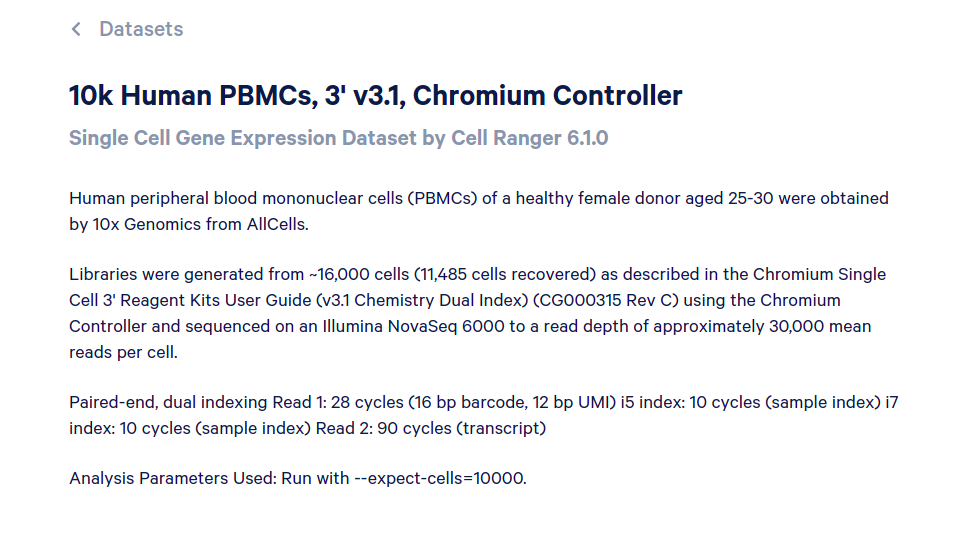 Datasets
10k Human PBMCs, 3' v3.1, Chromium Controller
Single Cell Gene Expression Dataset by Cell Ranger 6.1.0
Human peripheral blood mononuclear cells (PBMCs) of a healthy female donor aged 25-30 were obtained
by 10x Genomics from AllCells.
Libraries were generated from ~16,000 cells (11,485 cells recovered) as described in the Chromium Single
Cell 3' Reagent Kits User Guide (v3.1 Chemistry Dual Index) (CG000315 Rev C) using the Chromium
Controller and sequenced on an Illumina NovaSeq 6000 to a read depth of approximately 30,000 mean
reads per cell.
Paired-end, dual indexing Read 1: 28 cycles (16 bp barcode, 12 bp UMI) i5 index: 10 cycles (sample index) i7
index: 10 cycles (sample index) Read 2: 90 cycles (transcript)
Analysis Parameters Used: Run with --expect-cells=10000.